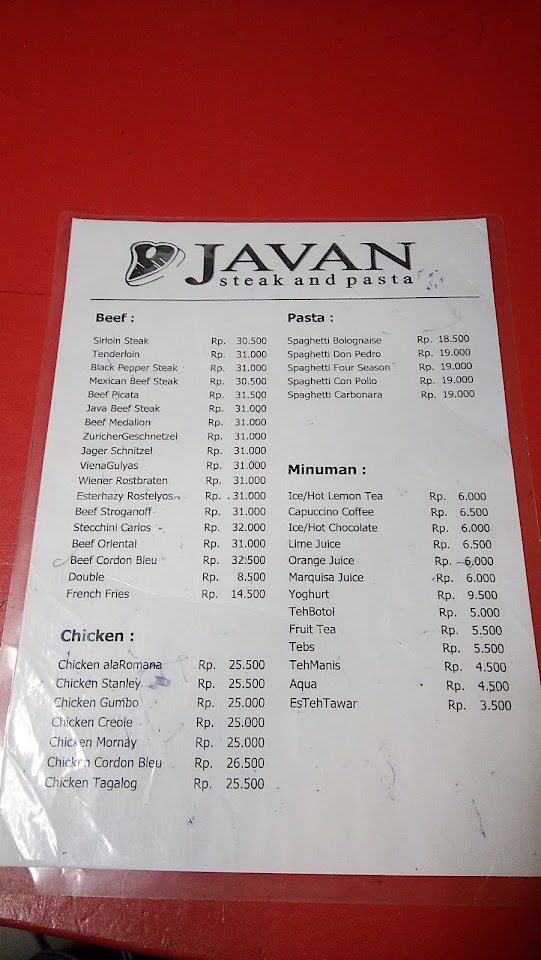 JAVAN
steak and pasta
Beef :
Sirloin Steak Rp. 30.500
Tenderloin Rp. 31.000
Black Pepper Steak Rp. 31.000
Mexican Beef Steak Rp. 30.500
Beef Picata Rp. 31.500
Java Beef Steak Rp. 31.000
Beef Medalion Rp. 31.000
ZuricherGeschnetzel Rp. 31.000
Jager Schnitzel Rp. 31.000
VienaGulyas Rp. 31.000
Wiener Rostbraten Rp. 31.000
Esterhazy Rostelyos Rp. 31.000
Beef Stroganoff Rp. 31.000
Stecchini Carlos Rp. 32.000
Beef Oriental Rp. 31.000
Beef Cordon Bleu Rp. 32.500
Double Rp. 8.500
French Fries Rp. 14.500
Chicken :
Chicken alaRomana Rp. 25.500
Chicken Stanley Rp. 25.500
Chicken Gumbo Rp. 25.000
Chicken Creole Rp. 25.000
Chicken Mornay Rp. 25.000
Chicken Cordon Bleu Rp. 26.500
Chicken Tagalog Rp. 25.500
Pasta :
Spaghetti Bolognaise Rp. 18.500
Spaghetti Don Pedro Rp. 19.000
Spaghetti Four Season Rp. 19.000
Spaghetti Con Pollo Rp. 19.000
Spaghetti Carbonara Rp. 19.000
Minuman :
Ice/Hot Lemon Tea Rp. 6.000
Capuccino Coffee Rp. 6.500
Ice/Hot Chocolate Rp. 6.000
Lime Juice Rp. 6.500
Orange Juice Rp. 6.000
Marquisa Juice Rp. 6.000
Yoghurt Rp. 9.500
TehBotol Rp. 5.000
Fruit Tea Rp. 5.500
Tebs Rp. 5.500
TehManis Rp. 4.500
Aqua Rp. 4.500
EsTehTawar Rp. 3.500